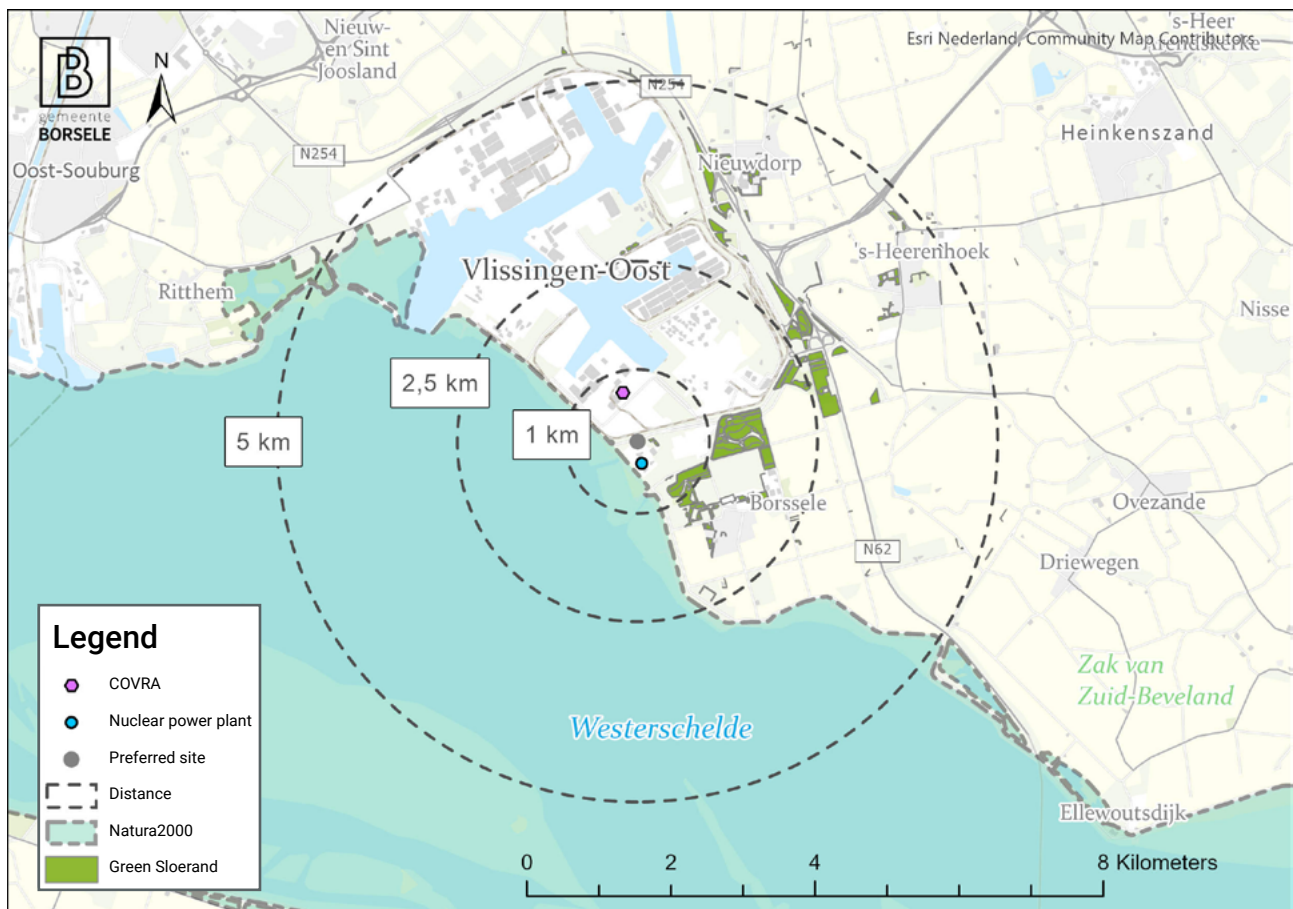 Nieuw-
en Sint
Joosland
's-Heer
Arendskerke
Esri Nederland, Community Map Contributors
N
gemeente
BORSELE
Oost-Souburg
N254
N254
Nieuwdorp
Heinkenszand
's-Heerenhoek
Vlissingen-Oost
Ritthem
Nisse
2,5 km
5 km
1 km
Borssele
Ovezande
N62
Driewegen
Zak van
Zuid-Beveland
Westerschelde
Ellewoutsdijk
Legend
COVRA
Nuclear power plant
Preferred site
Distance
Natura2000
Green Sloerand
0 2 4 8 Kilometers